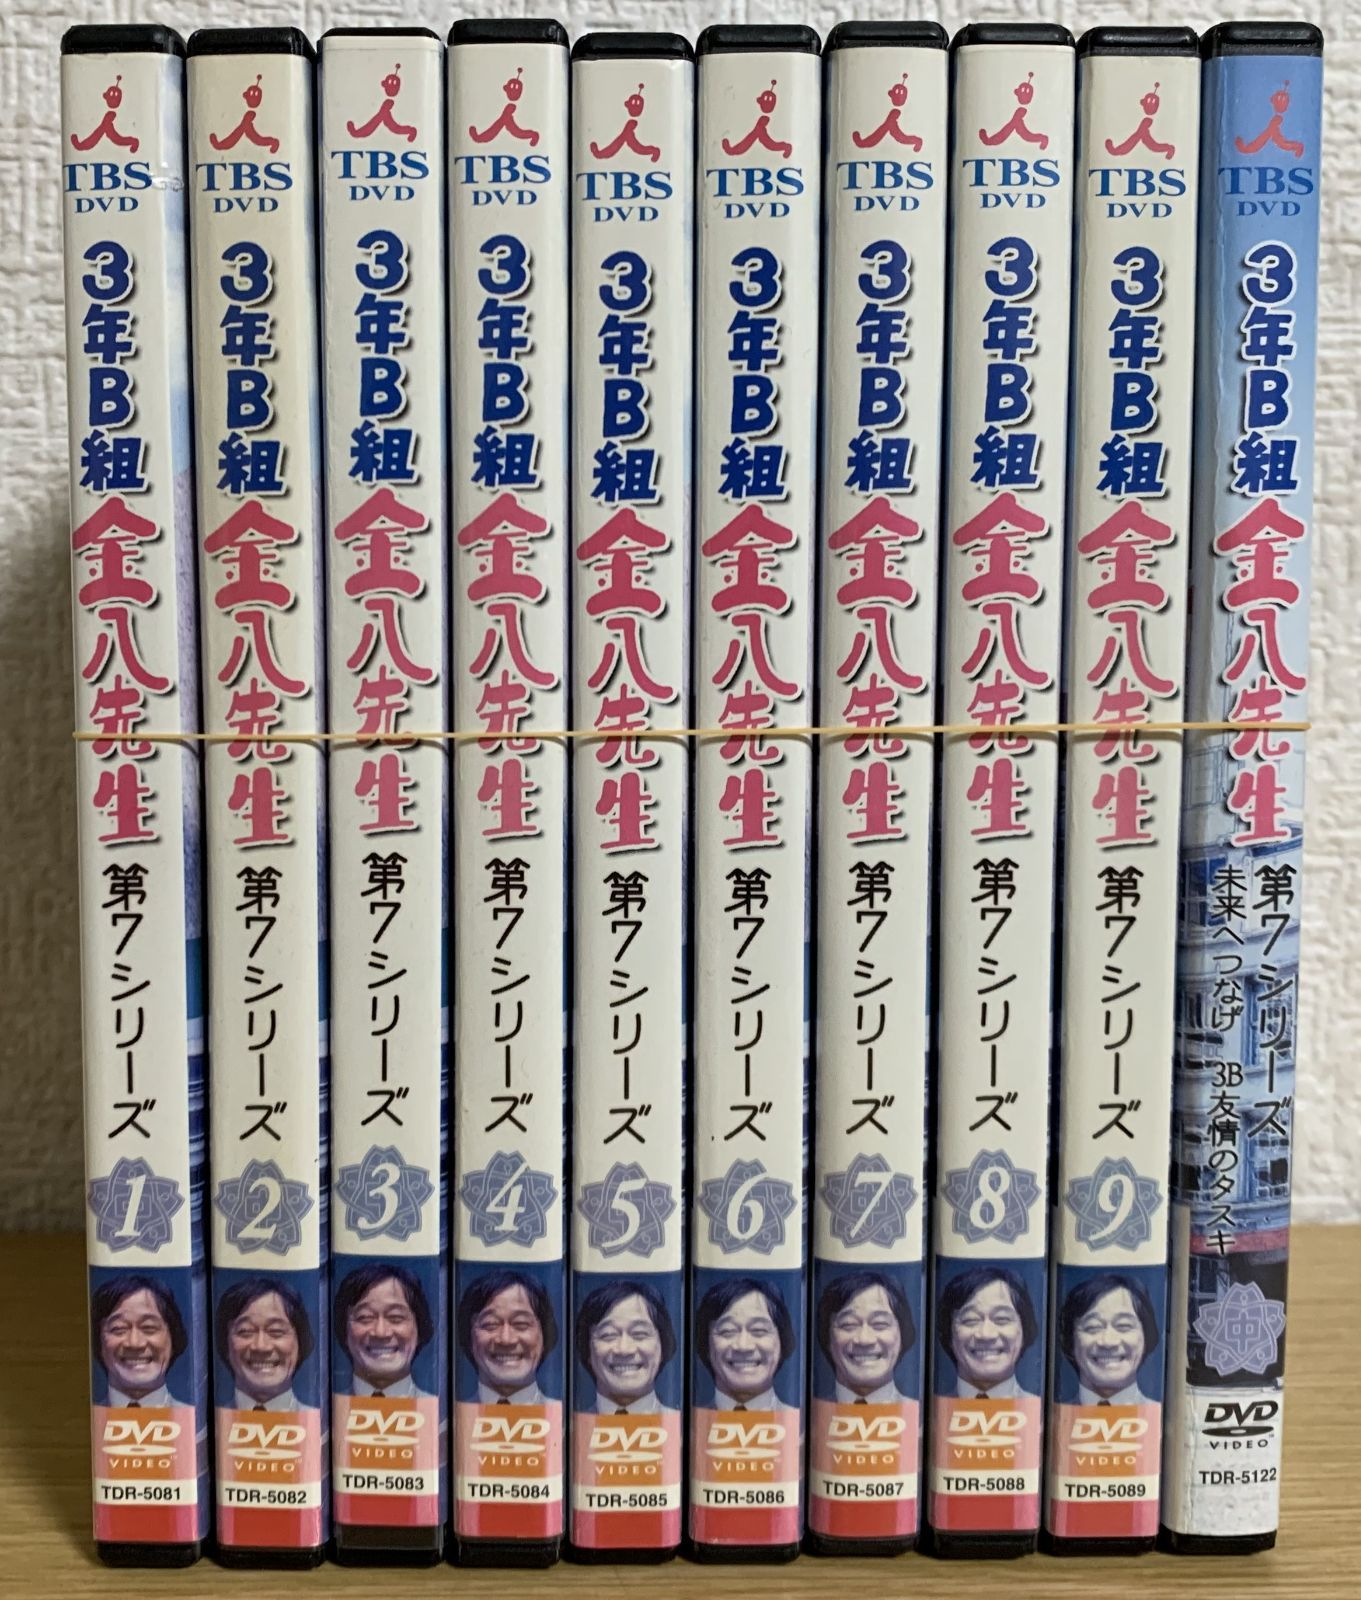 TBS
DVD
3年B組
金八先生
第7シリーズ
1
DVD
VIDEO
TDR-5081
TBS
DVD
3年B組
金八先生
第7シリーズ
2
DVD
VIDEO
TDR-5082
TBS
DVD
3年B組
金八先生
第7シリーズ
3
DVD
VIDEO
TDR-5083
TBS
DVD
3年B組
金八先生
第7シリーズ
4
DVD
VIDEO
TDR-5084
TBS
DVD
3年B組
金八先生
第7シリーズ
5
DVD
VIDEO
TDR-5085
TBS
DVD
3年B組
金八先生
第7シリーズ
6
DVD
VIDEO
TDR-5086
TBS
DVD
3年B組
金八先生
第7シリーズ
7
DVD
VIDEO
TDR-5087
TBS
DVD
3年B組
金八先生
第7シリーズ
8
DVD
VIDEO
TDR-5088
TBS
DVD
3年B組
金八先生
第7シリーズ
9
DVD
VIDEO
TDR-5089
TBS
DVD
3年B組
金八先生
第7シリーズ
未来へつなげ 3B友情のタスキ
中
DVD
VIDEO
TDR-5122